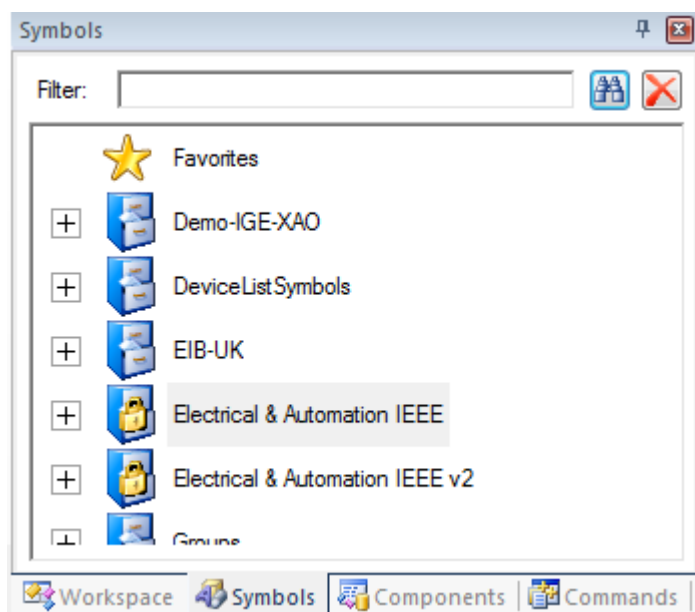 Symbols
Filter:
Favorites
Demo-IGE-XAO
DeviceListSymbols
EIB-UK
Electrical & Automation IEEE
Electrical & Automation IEEE v2
Groups
Workspace Symbols Components Commands